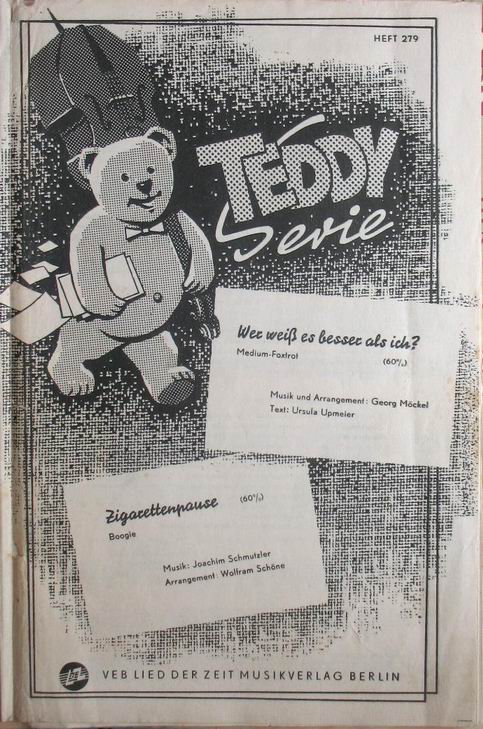 HEFT 279
TEDDY
Serie
Wer weiß es besser als ich?
Medium-Foxtrot (60%)
Musik und Arrangement: Georg Möckel
Text: Ursula Upmeier
Zigarettenpause (60%)
Boogie
Musik: Joachim Schmutzler
Arrangement: Wolfram Schöne
VEB LIED DER ZEIT MUSIKVERLAG BERLIN